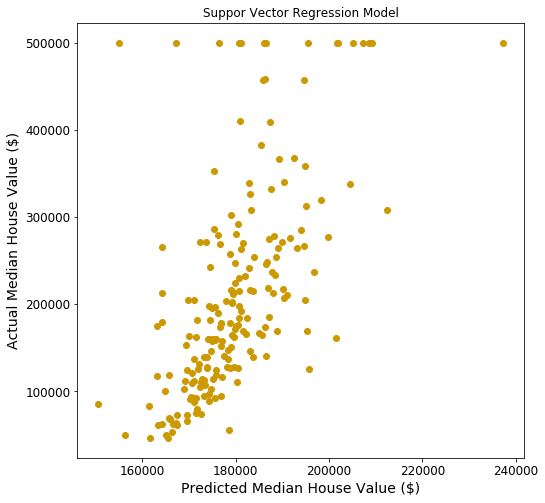 Suppor Vector Regression Model
500000
400000
300000
200000
100000
Actual Median House Value ($)
160000 180000 200000 220000 240000
Predicted Median House Value ($)